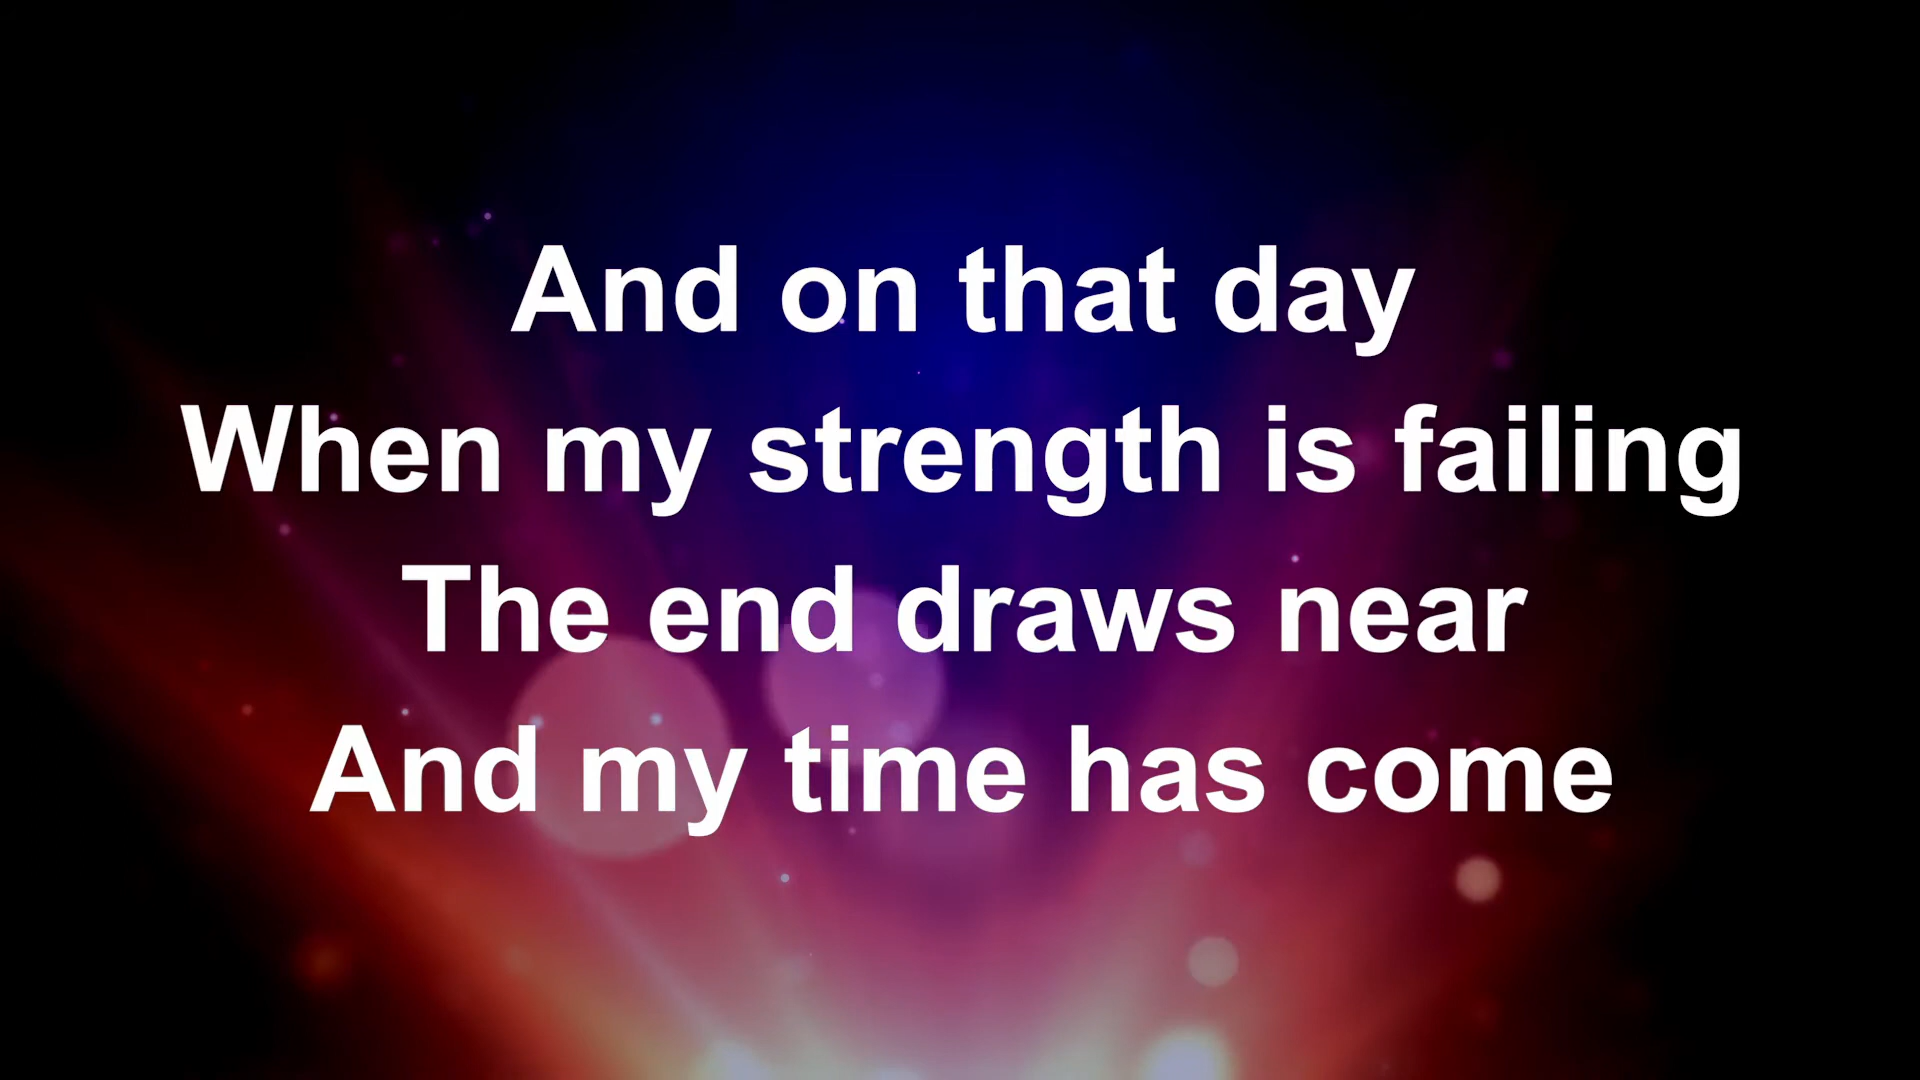 And on that day
When my strength is failing
The end draws near
And my time has come